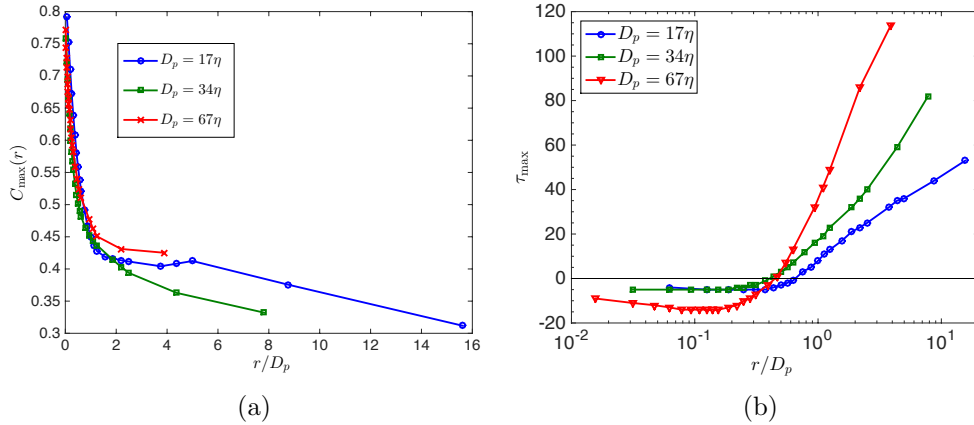 0.8
0.75
0.7
0.65
0.6
0.55
0.5
0.45
0.4
0.35
0.3
C_max(r)
D_p = 17η
D_p = 34η
D_p = 67η
0 2 4 6 8 10 12 14 16
r/D_p
(a)
120
100
80
60
40
20
0
-20
τ_max
D_p = 17η
D_p = 34η
D_p = 67η
10^-2 10^-1 10^0 10^1
r/D_p
(b)